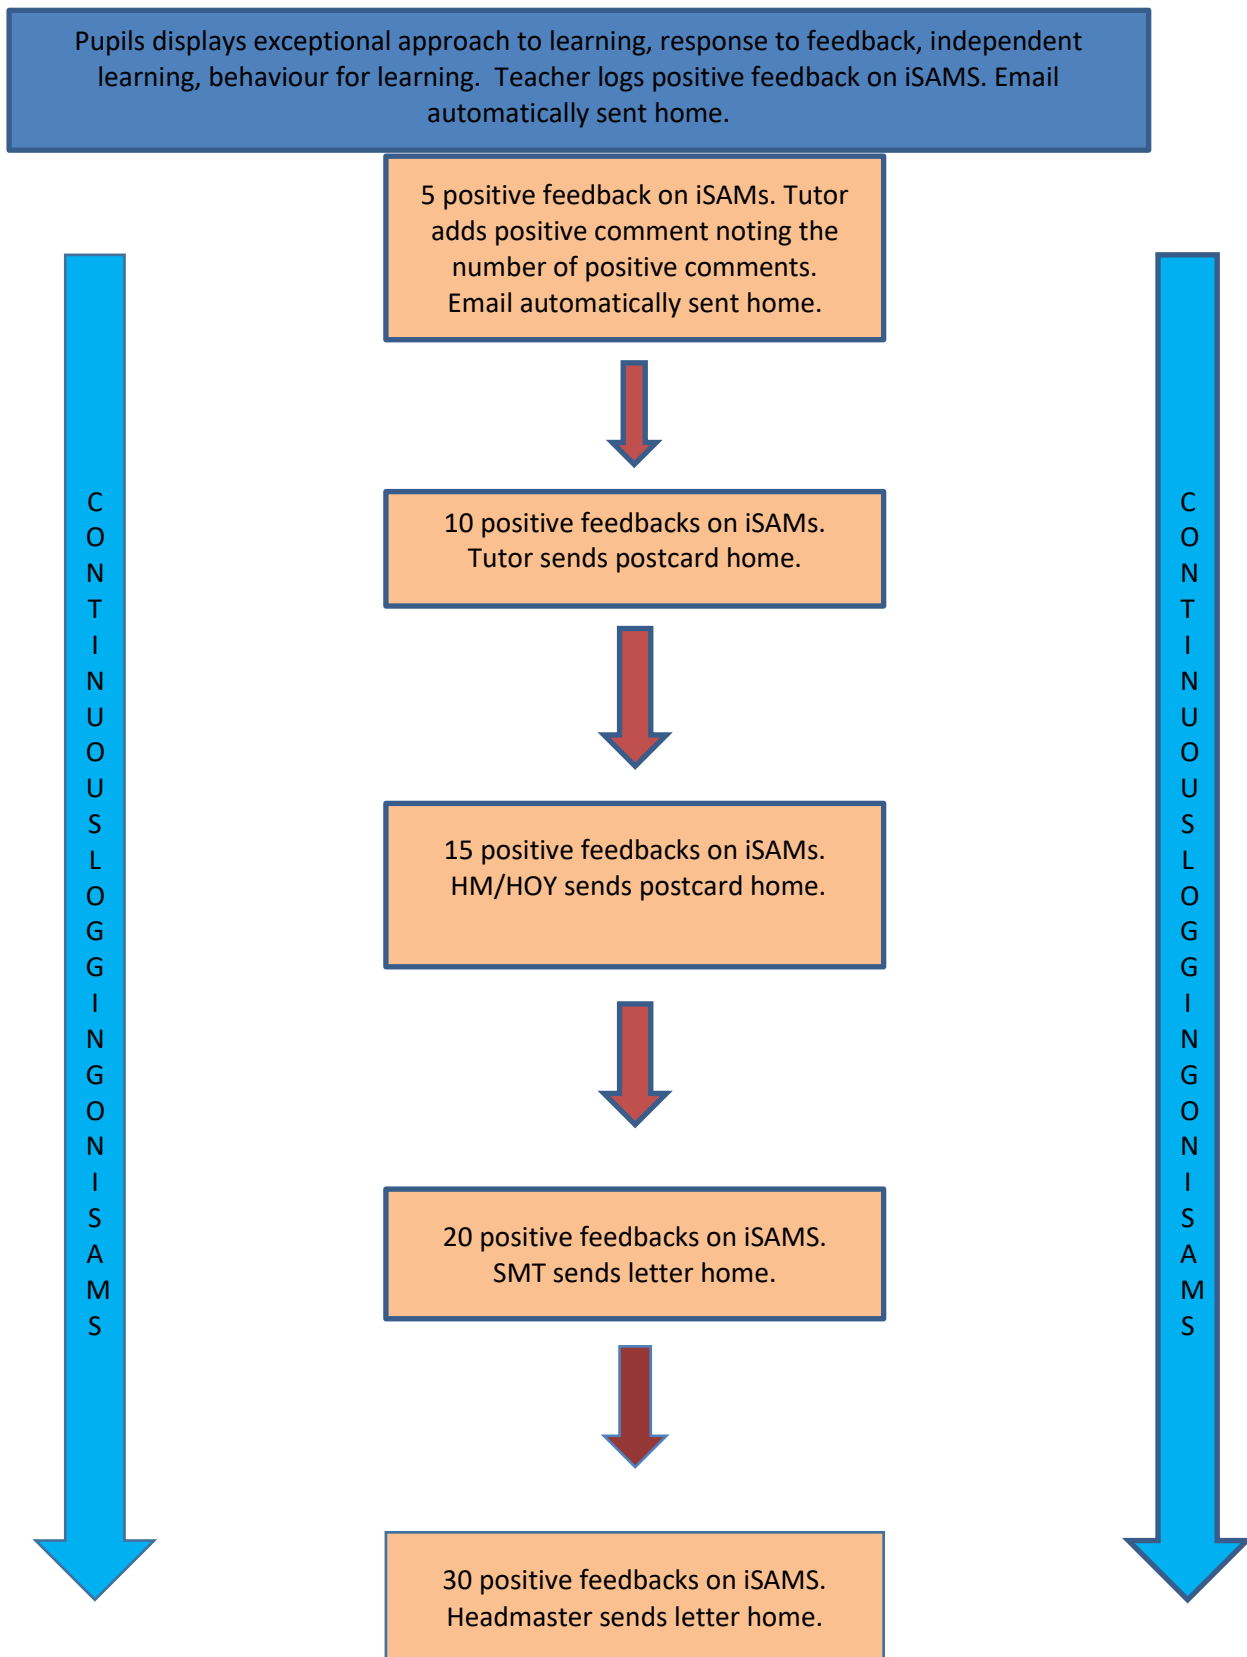 Pupils displays exceptional approach to learning, response to feedback, independent
learning, behaviour for learning.  Teacher logs positive feedback on iSAMS. Email
automatically sent home.
5 positive feedback on iSAMs. Tutor
adds positive comment noting the
number of positive comments.
Email automatically sent home.
10 positive feedbacks on iSAMs.
Tutor sends postcard home.
15 positive feedbacks on iSAMs.
HM/HOY sends postcard home.
20 positive feedbacks on iSAMS.
SMT sends letter home.
30 positive feedbacks on iSAMS.
Headmaster sends letter home.
C
O
N
T
I
N
U
O
U
S
L
O
G
G
I
N
G
O
N
I
S
A
M
S
C
O
N
T
I
N
U
O
U
S
L
O
G
G
I
N
G
O
N
I
S
A
M
S